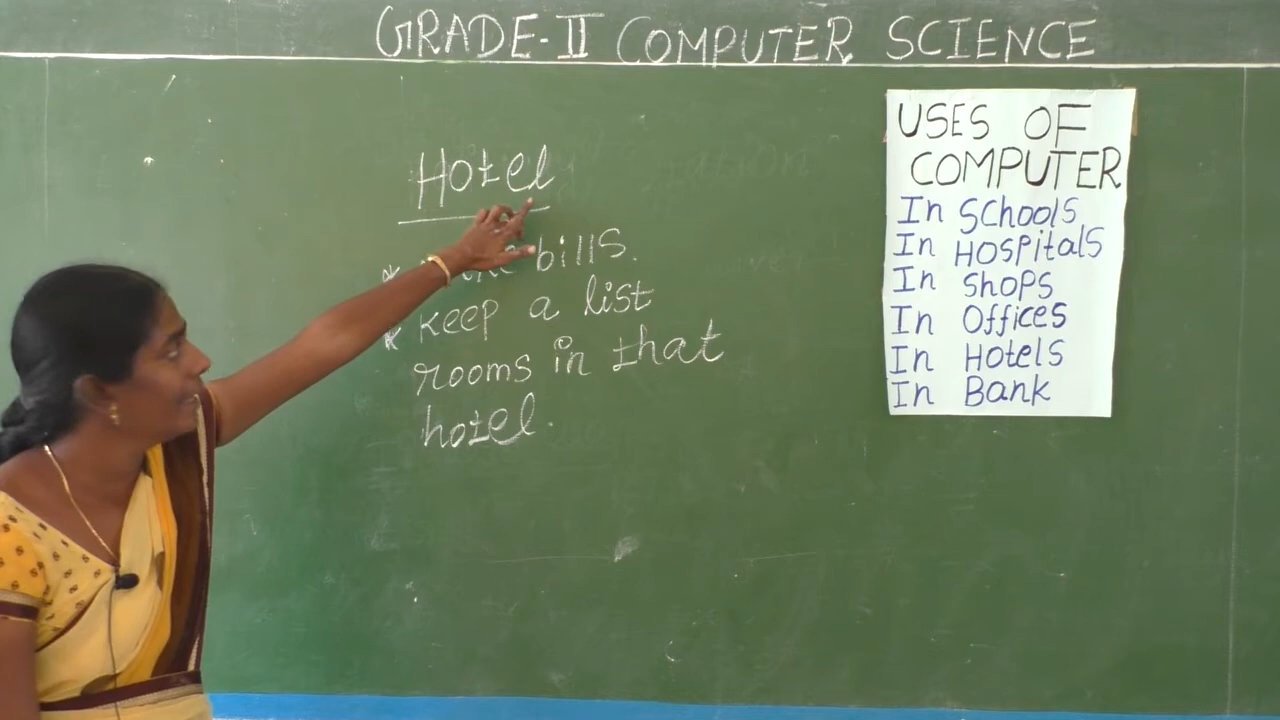 GRADE-II COMPUTER SCIENCE
Hotel
* bills.
* Keep a list
rooms in that
hotel.
USES OF
COMPUTER
In Schools
In Hospitals
In Shops
In Offices
In Hotels
In Bank